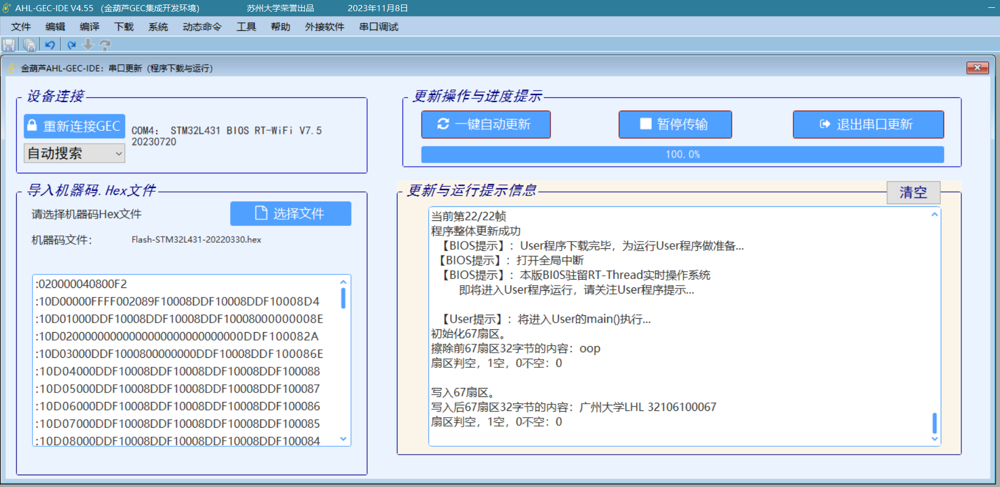 AHL-GEC-IDE V4.55 (金葫芦GEC集成开发环境) 苏州大学荣誉出品 2023年11月8日
文件 编辑 编译 下载 系统 动态命令 工具 帮助 外接软件 串口调试
金葫芦AHL-GEC-IDE：串口更新（程序下载与运行）
设备连接
重新连接GEC
COM4： STM32L431 BIOS RT-WiFi V7.5
20230720
自动搜索
更新操作与进度提示
一键自动更新 暂停传输 退出串口更新
100.0%
导入机器码.Hex文件
请选择机器码Hex文件 选择文件
机器码文件： Flash-STM32L431-20220330.hex
:020000040800F2
:10D00000FFFF002089F10008DDF10008DDF10008D4
:10D01000DDF10008DDF10008DDF10008000000008E
:10D02000000000000000000000000000DDF100082A
:10D03000DDF1000800000000DDF10008DDF100086E
:10D04000DDF10008DDF10008DDF10008DDF100088
:10D05000DDF10008DDF10008DDF10008DDF100087
:10D06000DDF10008DDF10008DDF10008DDF100086
:10D07000DDF10008DDF10008DDF10008DDF100085
:10D08000DDF10008DDF10008DDF10008DDF100084
更新与运行提示信息 清空
当前第22/22帧
程序整体更新成功
【BIOS提示】：User程序下载完毕，为运行User程序做准备...
【BIOS提示】：打开全局中断
【BIOS提示】：本版BI0S驻留RT-Thread实时操作系统
即将进入User程序运行，请关注User程序提示...
【User提示】：将进入User的main()执行...
初始化67扇区。
擦除前67扇区32字节的内容：oop
扇区判空，1空，0不空：0
写入67扇区。
写入后67扇区32字节的内容：广州大学LHL 32106100067
扇区判空，1空，0不空：0